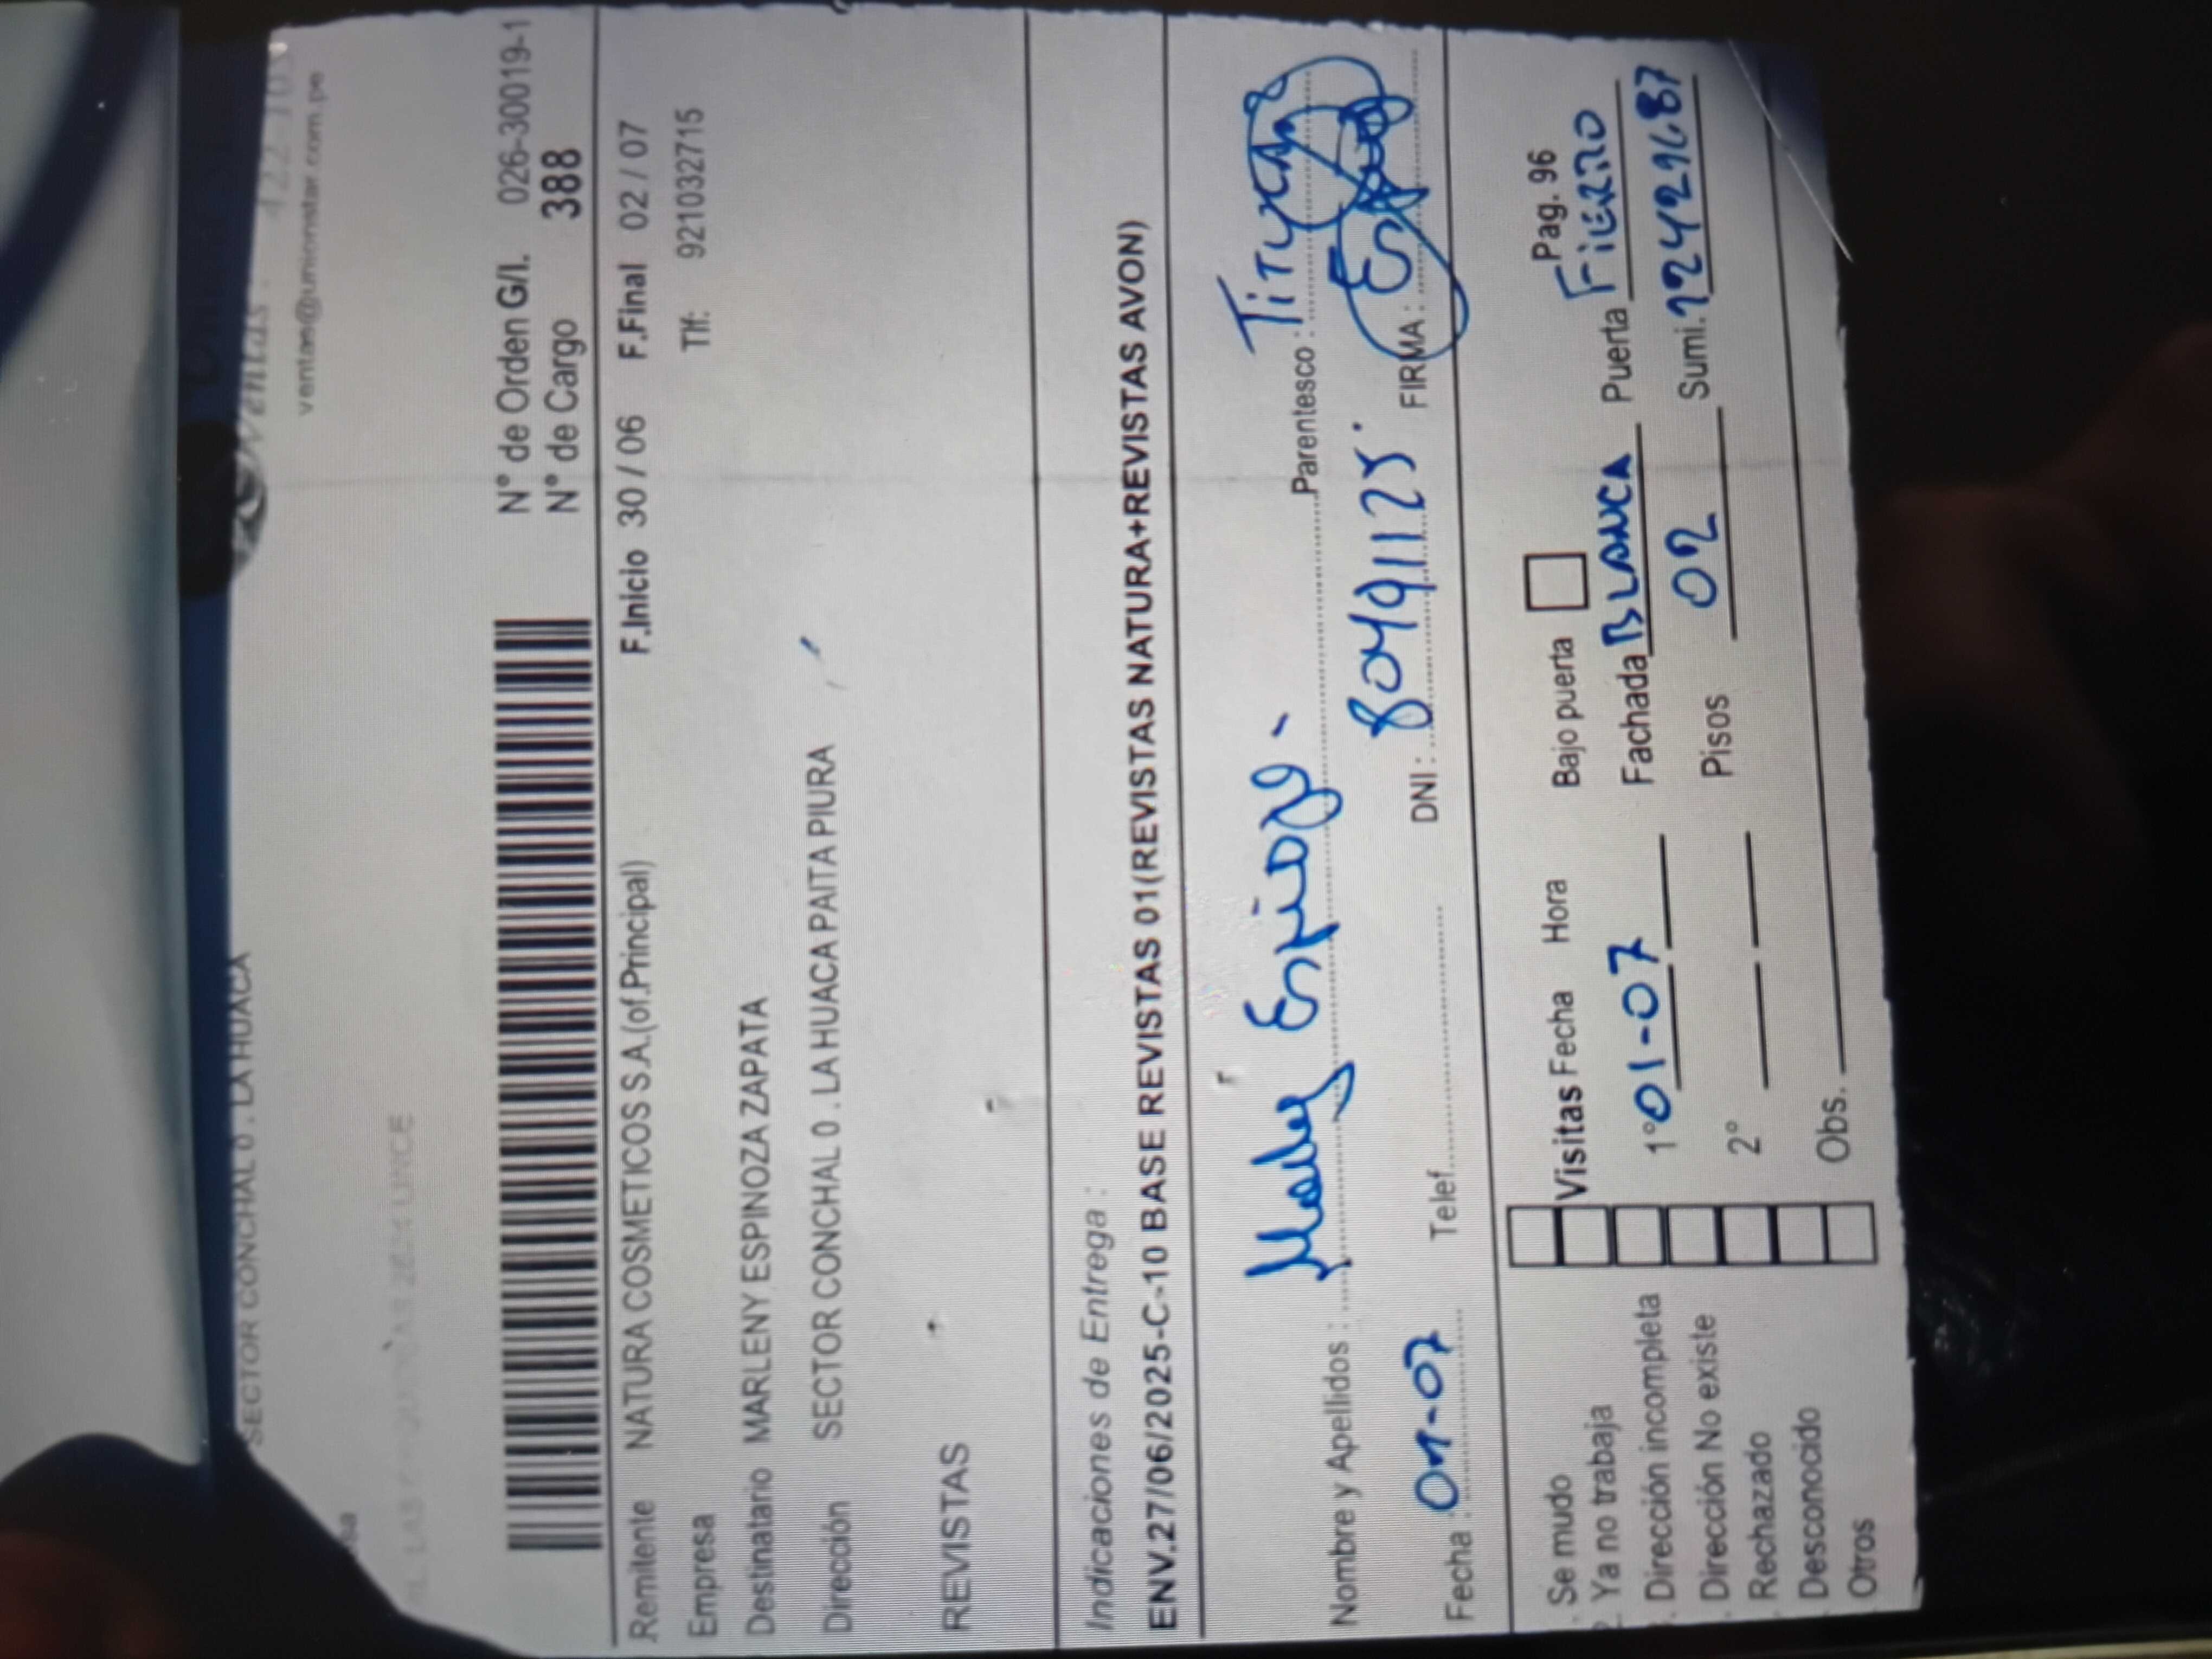 SECTOR CONCHAL 0 . LA HUACA
Ventas :
ventas@unionstar.com.pe
N° de Orden G/I. 026-30019-1
N° de Cargo 388
F.Inicio 30 / 06 F.Final 02 / 07
Remitente NATURA COSMETICOS S.A.(of.Principal)
Empresa Tlf: 921032715
Destinatario MARLENY ESPINOZA ZAPATA
Dirección SECTOR CONCHAL 0 . LA HUACA PAITA PIURA
REVISTAS
Indicaciones de Entrega :
ENV.27/06/2025-C-10 BASE REVISTAS 01(REVISTAS NATURA+REVISTAS AVON)
Nombre y Apellidos : Parentesco : Titular
Fecha : 01-07 Telef. DNI : 80491125 FIRMA :
. Se mudo
Ya no trabaja
. Dirección incompleta
. Dirección No existe
. Rechazado
. Desconocido
Otros
Visitas Fecha Hora Bajo puerta Pag. 96
1° 01-07 Fachada BLANCA Puerta FIERRO
2° Pisos 02 Sumi. 12429687
Obs.